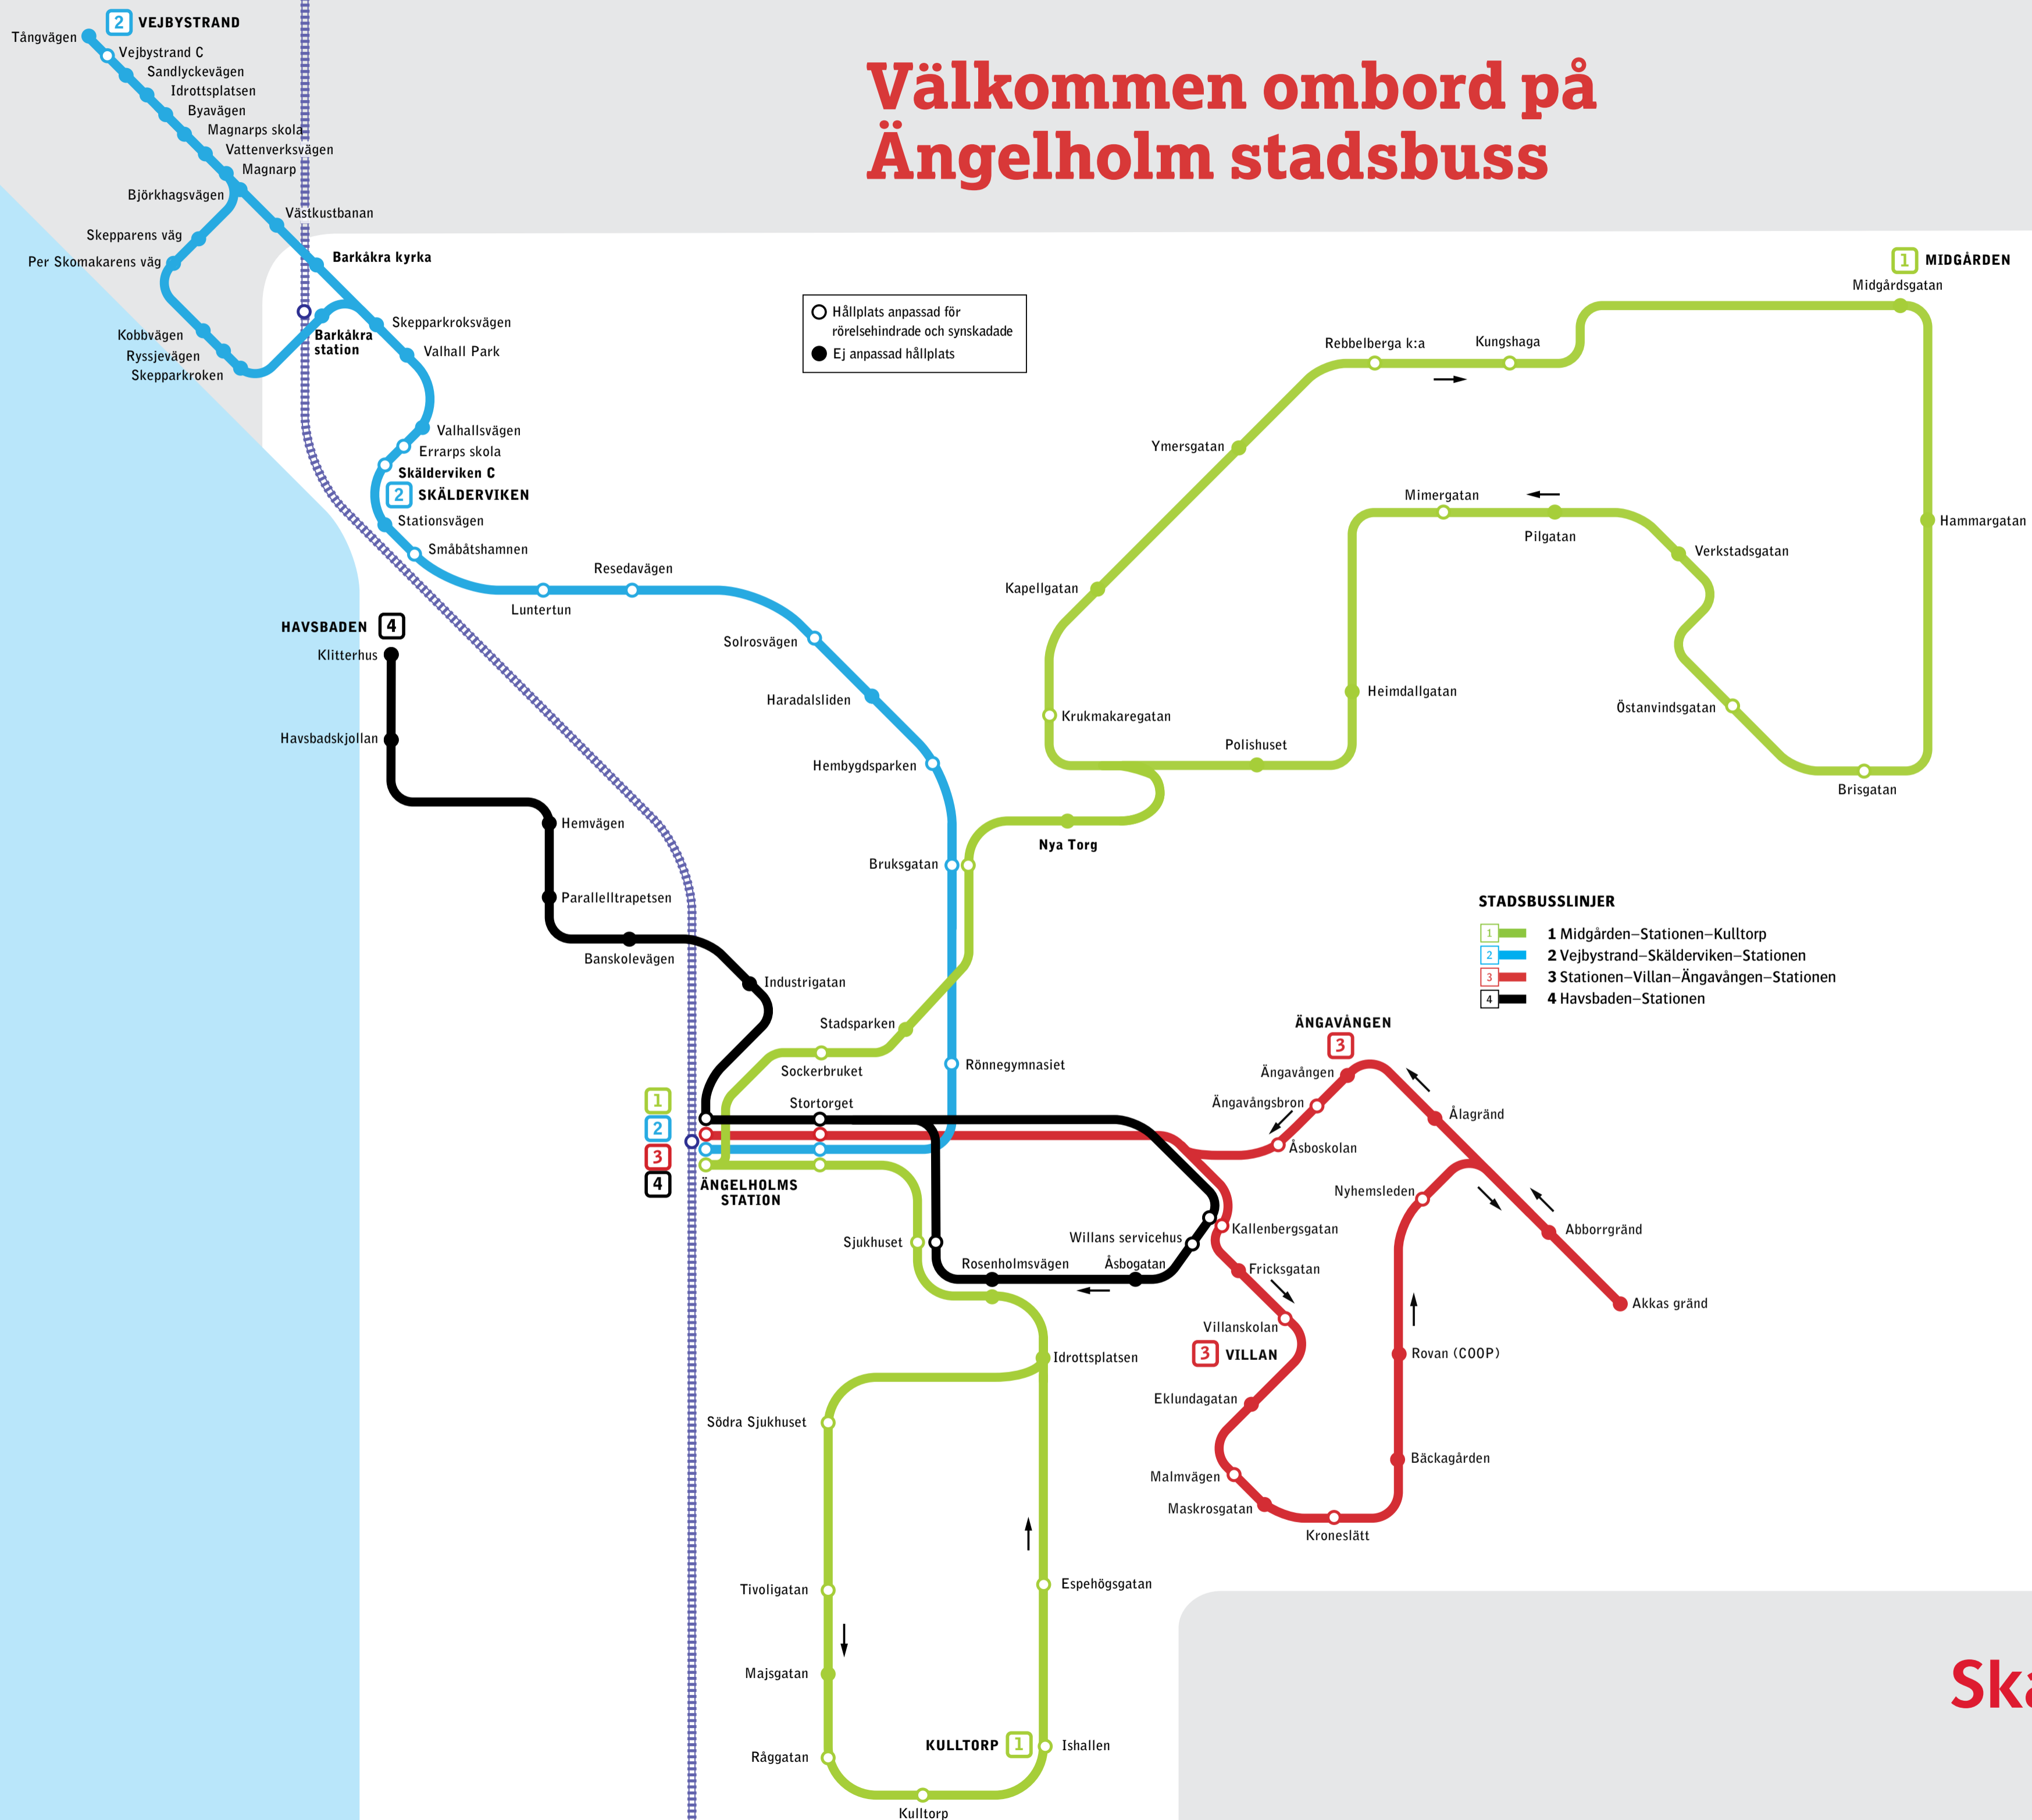 2 VEJBYSTRAND
Tångvägen
Vejbystrand C
Sandlyckevägen
Idrottsplatsen
Byavägen
Magnarps skola
Vattenverksvägen
Magnarp
Björkhagsvägen
Västkustbanan
Skepparens väg
Per Skomakarens väg
Barkåkra kyrka
Kobbvägen
Ryssjevägen
Skepparkroken
Barkåkra
station
Skepparkroksvägen
Valhall Park
Valhallsvägen
Errarps skola
Skälderviken C
2 SKÄLDERVIKEN
Stationsvägen
Småbåtshamnen
Luntertun
Resedavägen
Solrosvägen
Haradalsliden
Hembygdsparken
Bruksgatan
Rönnegymnasiet
Välkommen ombord på
Ängelholm stadsbuss
Hållplats anpassad för
rörelsehindrade och synskadade
Ej anpassad hållplats
1 MIDGÅRDEN
Midgårdsgatan
Rebbelberga k:a
Kungshaga
Ymersgatan
Kapellgatan
Krukmakaregatan
Polishuset
Heimdallgatan
Mimergatan
Pilgatan
Verkstadsgatan
Östanvindsgatan
Brisgatan
Hammargatan
Nya Torg
HAVSBADEN 4
Klitterhus
Havsbadskjollan
Hemvägen
Parallelltrapetsen
Banskolevägen
Industrigatan
Stadsparken
Sockerbruket
Stortorget
1
2
3
4
ÄNGELHOLMS
STATION
STADSBUSSLINJER
1 1 Midgården–Stationen–Kulltorp
2 2 Vejbystrand–Skälderviken–Stationen
3 3 Stationen–Villan–Ängavången–Stationen
4 4 Havsbaden–Stationen
ÄNGAVÅNGEN
3
Ängavången
Ängavångsbron
Åsboskolan
Ålagränd
Nyhemsleden
Abborrgränd
Akkas gränd
Kallenbergsgatan
Willans servicehus
Åsbogatan
Rosenholmsvägen
Sjukhuset
Fricksgatan
Villanskolan
3 VILLAN
Rovan (COOP)
Eklundagatan
Bäckagården
Malmvägen
Maskrosgatan
Kroneslätt
Idrottsplatsen
Södra Sjukhuset
Tivoligatan
Espehögsgatan
Majsgatan
Råggatan
KULLTORP 1
Ishallen
Kulltorp
Ska